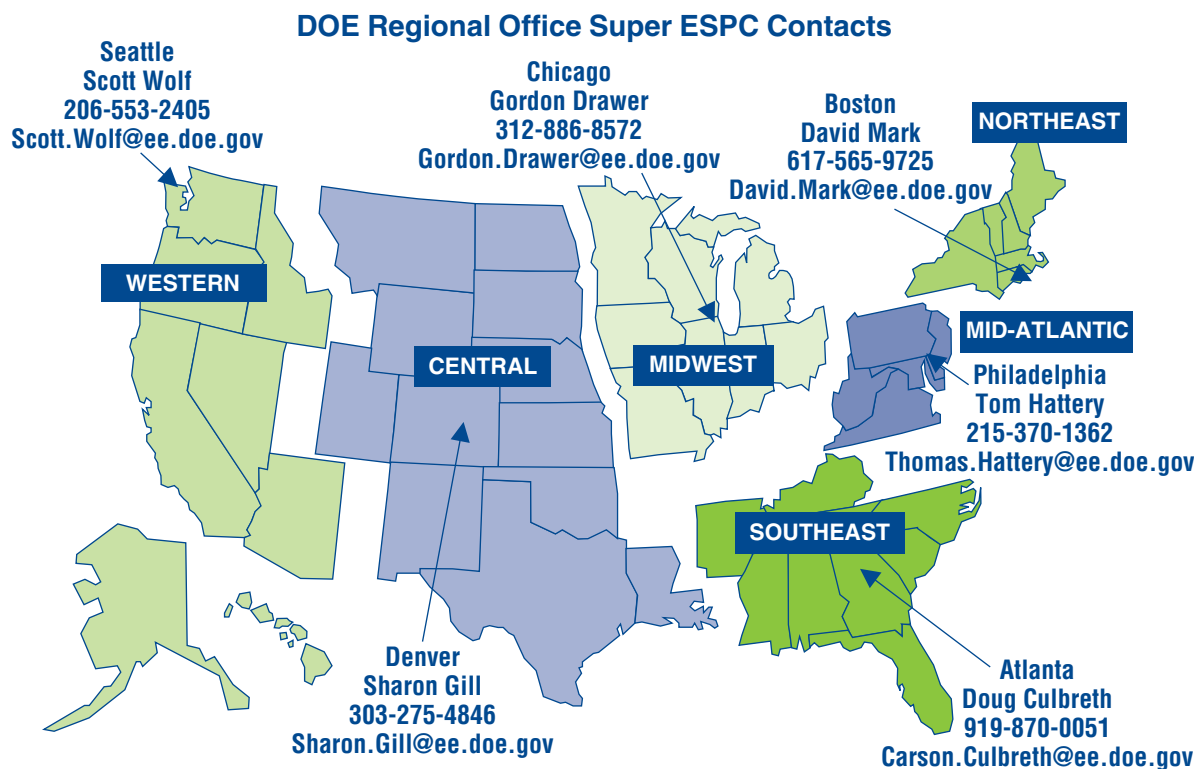 DOE Regional Office Super ESPC Contacts
Seattle
Scott Wolf
206-553-2405
Scott.Wolf@ee.doe.gov
Chicago
Gordon Drawer
312-886-8572
Gordon.Drawer@ee.doe.gov
Boston
David Mark
617-565-9725
David.Mark@ee.doe.gov
NORTHEAST
WESTERN
CENTRAL
MIDWEST
MID-ATLANTIC
Philadelphia
Tom Hattery
215-370-1362
Thomas.Hattery@ee.doe.gov
SOUTHEAST
Denver
Sharon Gill
303-275-4846
Sharon.Gill@ee.doe.gov
Atlanta
Doug Culbreth
919-870-0051
Carson.Culbreth@ee.doe.gov